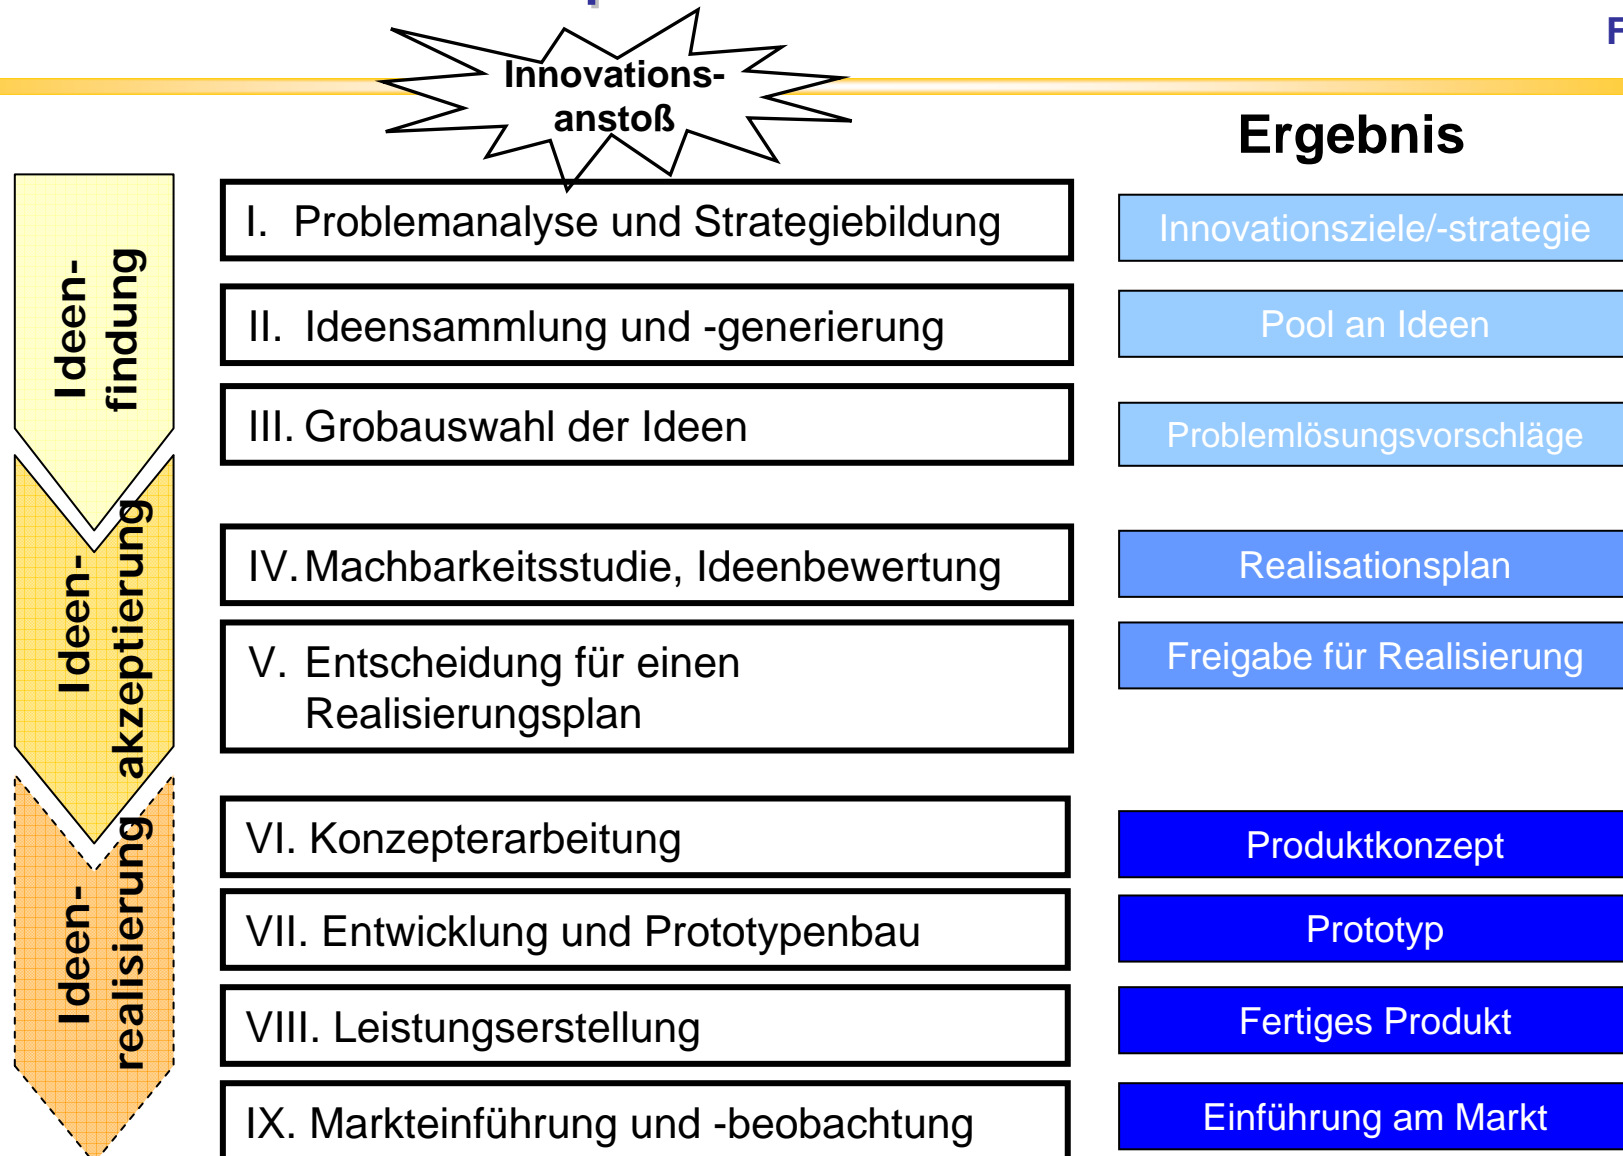 F
Innovations-
anstoß
Ergebnis
Ideen-
findung
I. Problemanalyse und Strategiebildung
Innovationsziele/-strategie
II. Ideensammlung und -generierung
Pool an Ideen
III. Grobauswahl der Ideen
Problemlösungsvorschläge
Ideen-
akzeptierung
IV. Machbarkeitsstudie, Ideenbewertung
Realisationsplan
V. Entscheidung für einen
Realisierungsplan
Freigabe für Realisierung
Ideen-
realisierung
VI. Konzepterarbeitung
Produktkonzept
VII. Entwicklung und Prototypenbau
Prototyp
VIII. Leistungserstellung
Fertiges Produkt
IX. Markteinführung und -beobachtung
Einführung am Markt